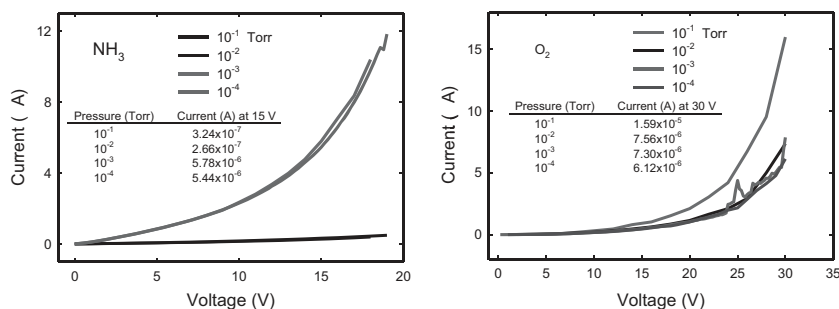 NH3
10-1 Torr
10-2
10-3
10-4
Pressure (Torr) Current (A) at 15 V
10-1 3.24x10-7
10-2 2.66x10-7
10-3 5.78x10-6
10-4 5.44x10-6
Current ( A)
12
8
4
0
0 5 10 15 20
Voltage (V)
O2
10-1 Torr
10-2
10-3
10-4
Pressure (Torr) Current (A) at 30 V
10-1 1.59x10-5
10-2 7.56x10-6
10-3 7.30x10-6
10-4 6.12x10-6
Current ( A)
15
10
5
0
0 5 10 15 20 25 30 35
Voltage (V)